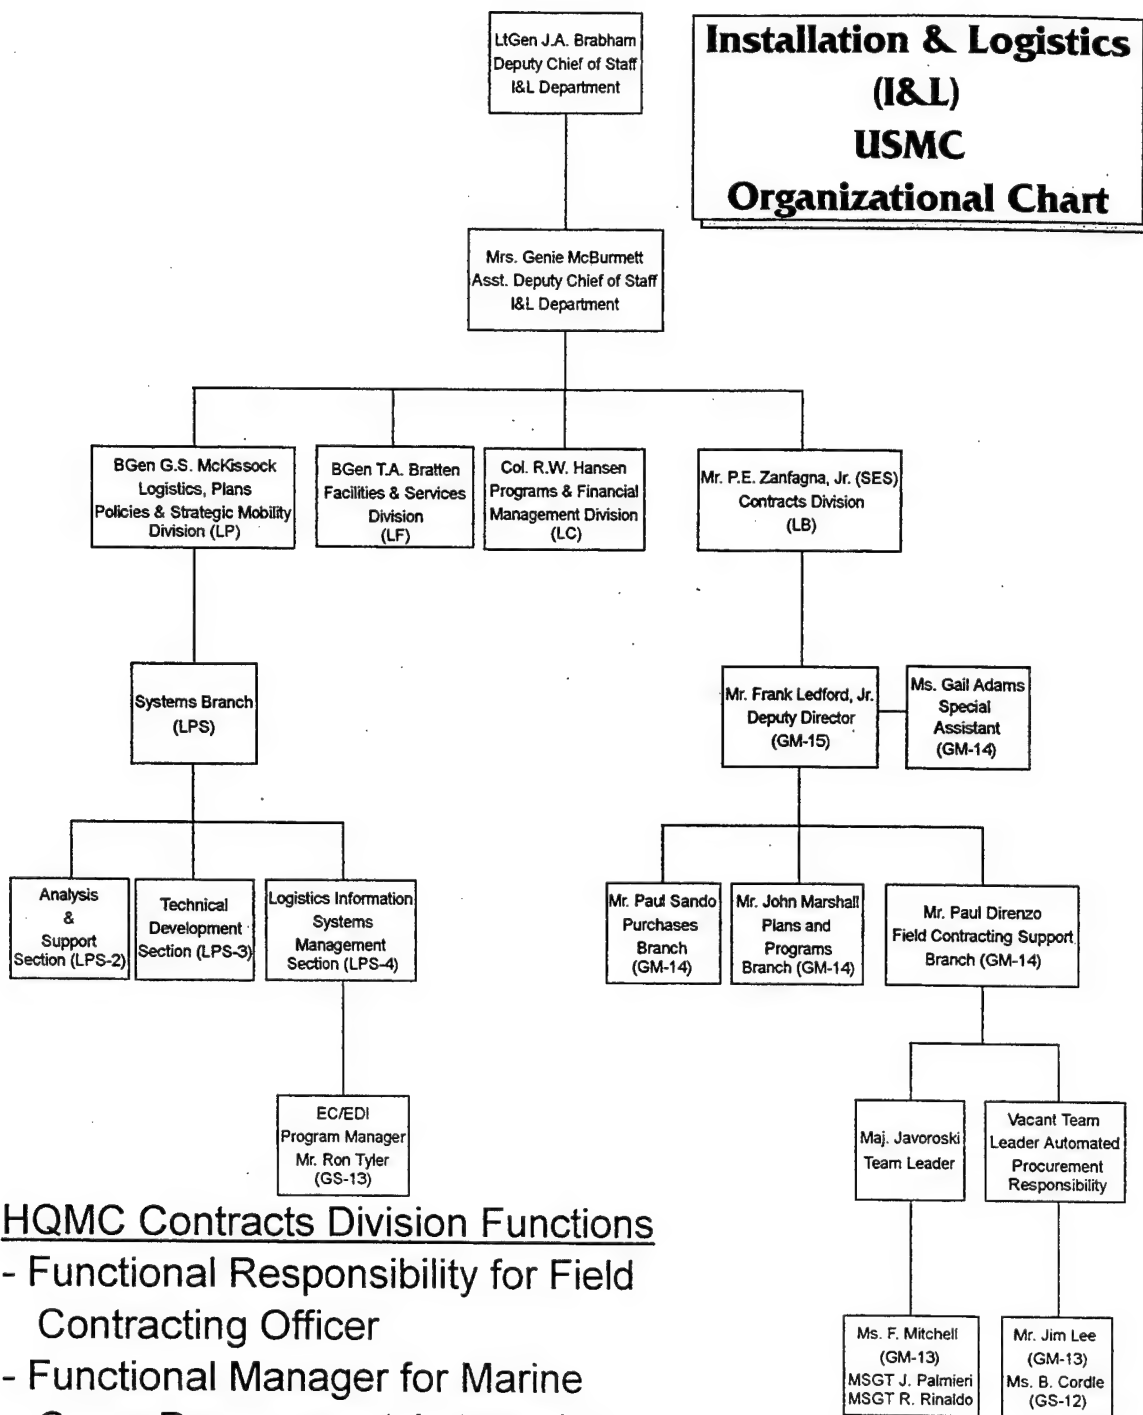 LtGen J.A. Brabham
Deputy Chief of Staff
I&L Department
Installation & Logistics
(I&L)
USMC
Organizational Chart
Mrs. Genie McBurmett
Asst. Deputy Chief of Staff
I&L Department
BGen G.S. McKissock
Logistics, Plans
Policies & Strategic Mobility
Division (LP)
BGen T.A. Bratten
Facilities & Services
Division
(LF)
Col. R.W. Hansen
Programs & Financial
Management Division
(LC)
Mr. P.E. Zanfagna, Jr. (SES)
Contracts Division
(LB)
Systems Branch
(LPS)
Mr. Frank Ledford, Jr.
Deputy Director
(GM-15)
Ms. Gail Adams
Special
Assistant
(GM-14)
Analysis
&
Support
Section (LPS-2)
Technical
Development
Section (LPS-3)
Logistics Information
Systems
Management
Section (LPS-4)
Mr. Paul Sando
Purchases
Branch
(GM-14)
Mr. John Marshall
Plans and
Programs
Branch (GM-14)
Mr. Paul Direnzo
Field Contracting Support
Branch (GM-14)
EC/EDI
Program Manager
Mr. Ron Tyler
(GS-13)
Maj. Javoroski
Team Leader
Vacant Team
Leader Automated
Procurement
Responsibility
HQMC Contracts Division Functions
- Functional Responsibility for Field
Contracting Officer
- Functional Manager for Marine
Ms. F. Mitchell
(GM-13)
MSGT J. Palmieri
MSGT R. Rinaldo
Mr. Jim Lee
(GM-13)
Ms. B. Cordle
(GS-12)